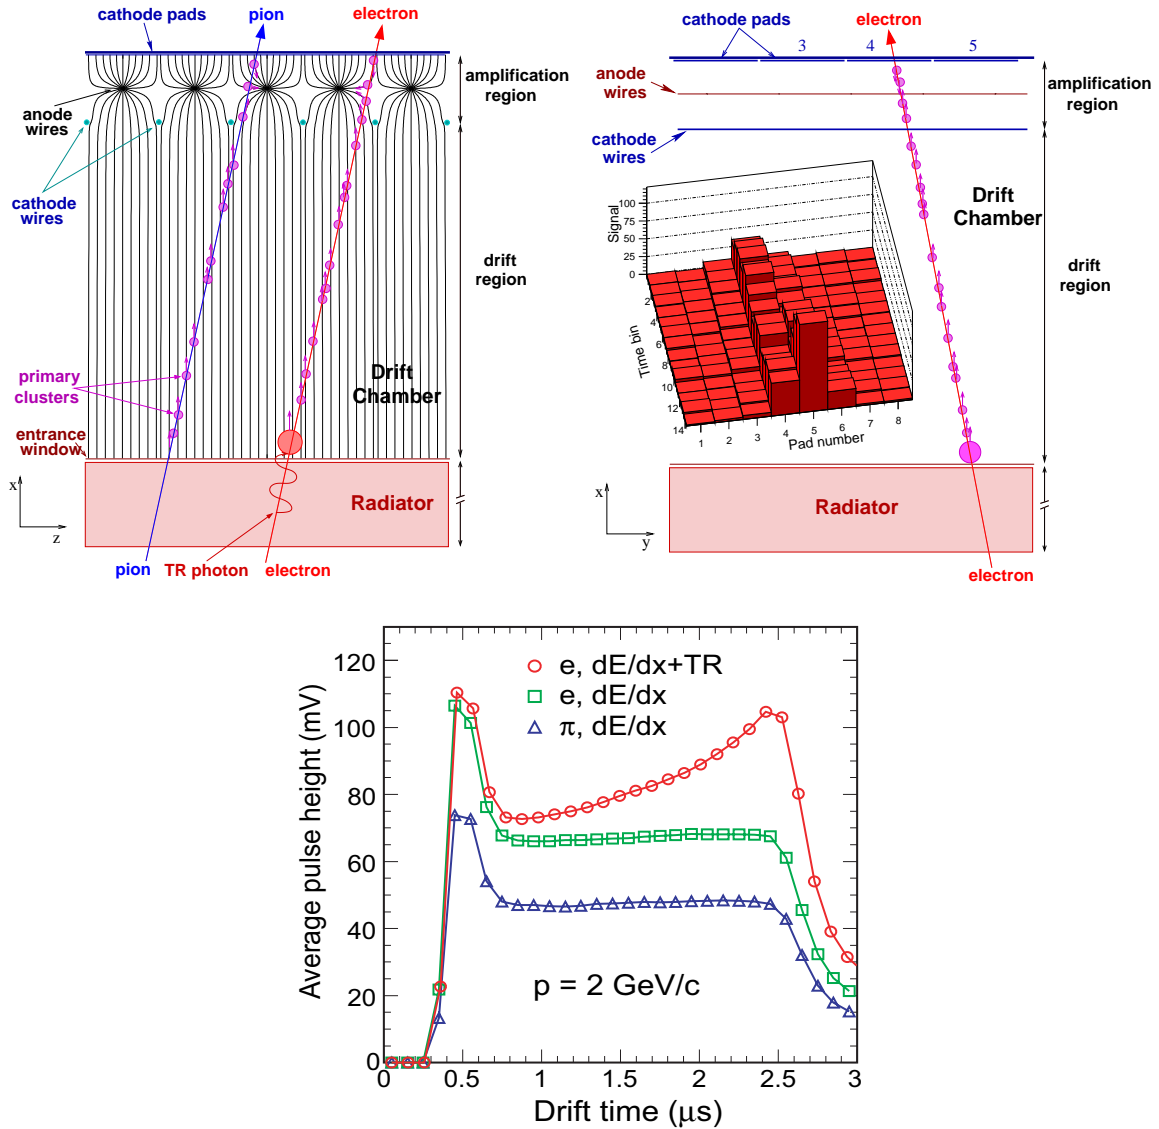 cathode pads
pion
electron
anode
wires
cathode
wires
amplification
region
drift
region
primary
clusters
Drift
Chamber
entrance
window
Radiator
x
z
pion
TR photon
electron
electron
cathode pads
3
4
5
anode
wires
cathode
wires
amplification
region
Drift
Chamber
drift
region
Signal
100
75
50
25
0
Time bin
2
4
6
8
10
12
14
1
2
3
4
5
6
7
8
Pad number
Radiator
x
y
electron
Average pulse height (mV)
120
100
80
60
40
20
0
e, dE/dx+TR
e, dE/dx
π, dE/dx
p = 2 GeV/c
0
0.5
1
1.5
2
2.5
3
Drift time (μs)